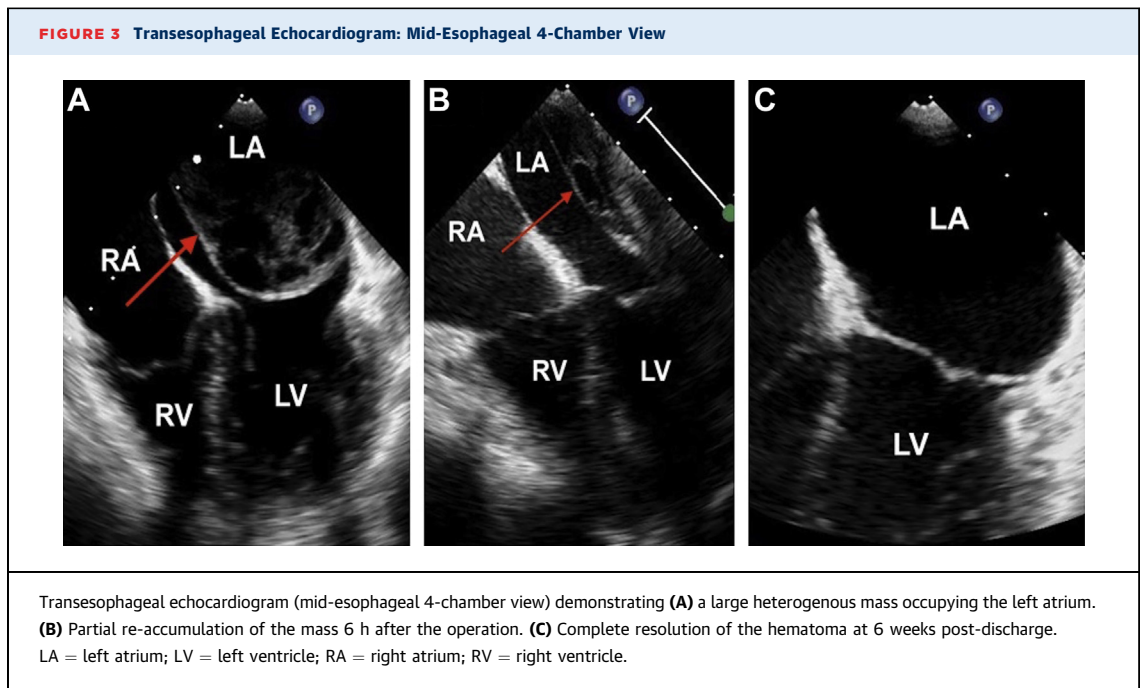 FIGURE 3 Transesophageal Echocardiogram: Mid-Esophageal 4-Chamber View
A
P
LA
RA
RV
LV
B
P
LA
RA
RV
LV
C
P
LA
LV
Transesophageal echocardiogram (mid-esophageal 4-chamber view) demonstrating (A) a large heterogenous mass occupying the left atrium.
(B) Partial re-accumulation of the mass 6 h after the operation. (C) Complete resolution of the hematoma at 6 weeks post-discharge.
LA = left atrium; LV = left ventricle; RA = right atrium; RV = right ventricle.